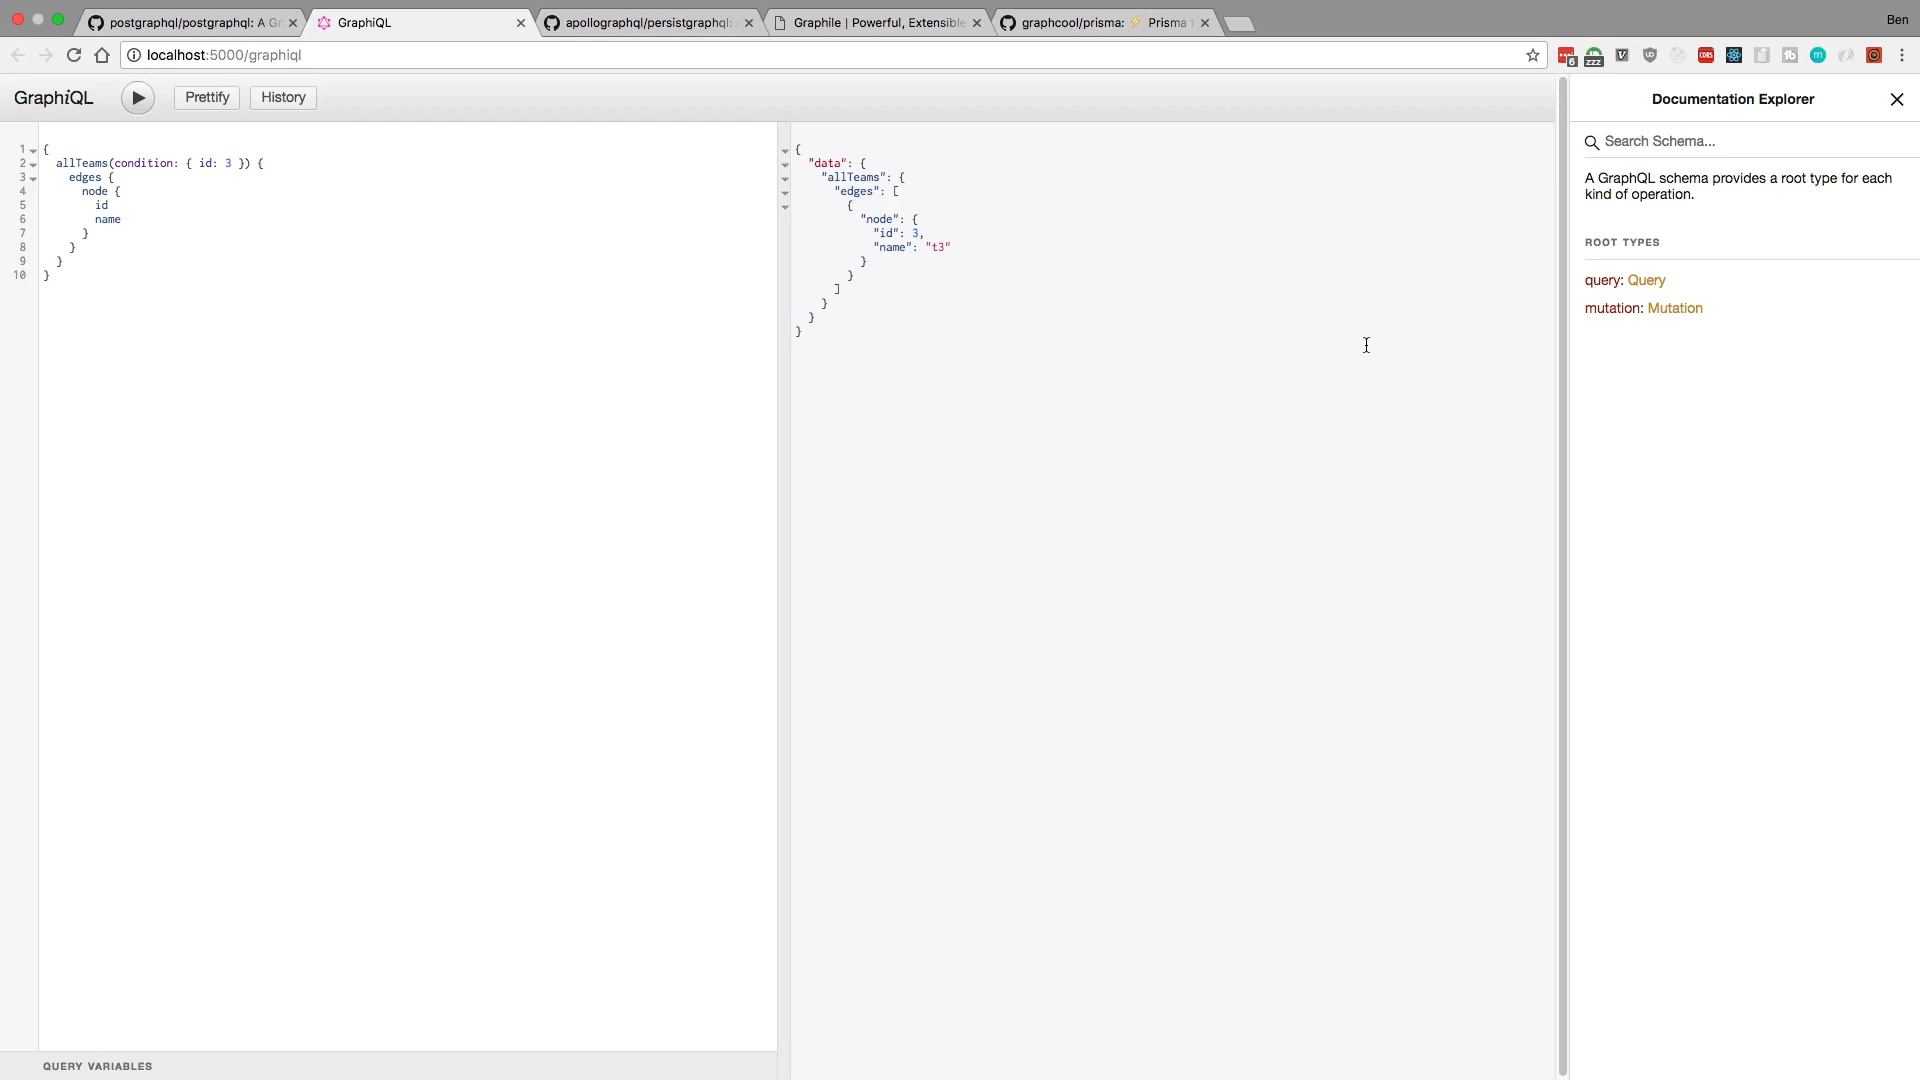 postgraphql/postgraphql: A Gr
GraphiQL
apollographql/persistgraphql:
Graphile | Powerful, Extensible
graphcool/prisma: ⚡ Prisma
Ben
localhost:5000/graphiql
6
zzz
CORS
GraphiQL
Prettify
History
1 {
2 allTeams(condition: { id: 3 }) {
3 edges {
4 node {
5 id
6 name
7 }
8 }
9 }
10 }
{
"data": {
"allTeams": {
"edges": [
{
"node": {
"id": 3,
"name": "t3"
}
}
]
}
}
}
QUERY VARIABLES
Documentation Explorer
Search Schema...
A GraphQL schema provides a root type for each
kind of operation.
ROOT TYPES
query: Query
mutation: Mutation